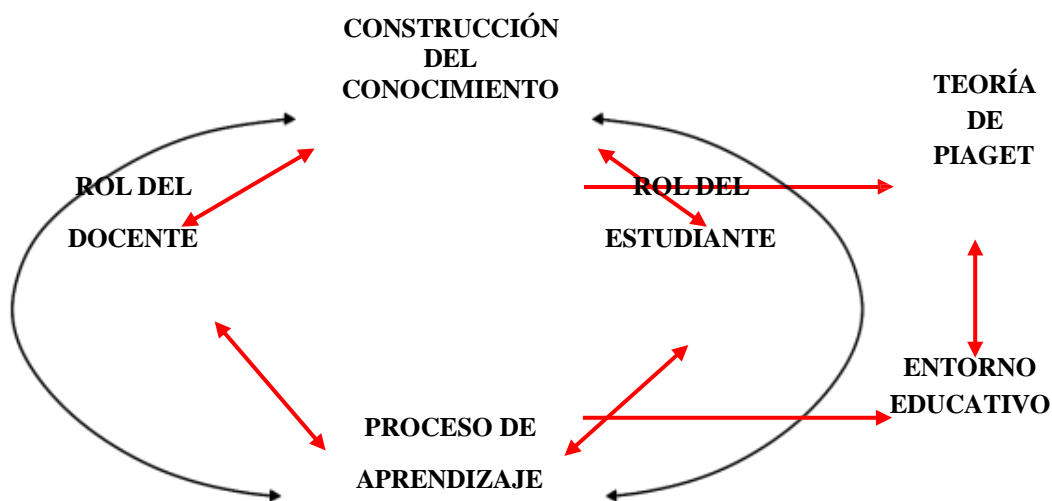 CONSTRUCCIÓN
DEL
CONOCIMIENTO
TEORÍA
DE
PIAGET
ROL DEL
DOCENTE
ROL DEL
ESTUDIANTE
ENTORNO
EDUCATIVO
PROCESO DE
APRENDIZAJE